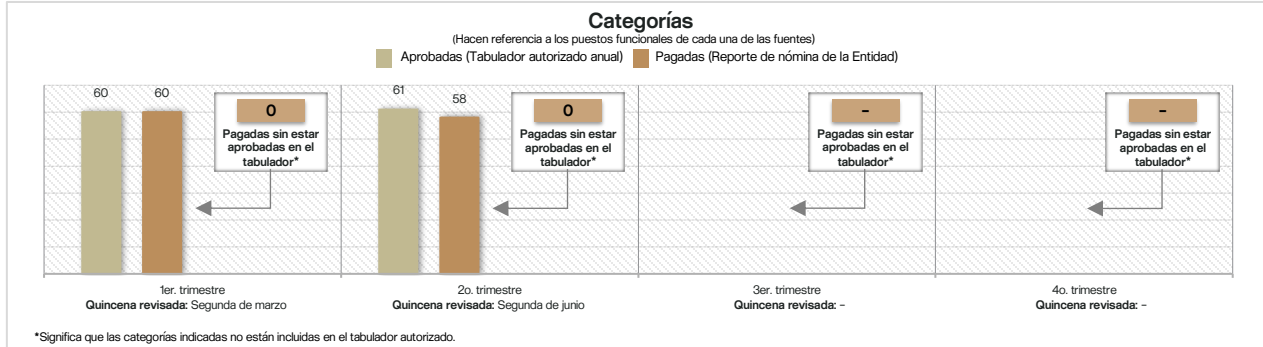 Categorías
(Hacen referencia a los puestos funcionales de cada una de las fuentes)
Aprobadas (Tabulador autorizado anual) Pagadas (Reporte de nómina de la Entidad)
60 60
0
Pagadas sin estar
aprobadas en el
tabulador*
61 58
0
Pagadas sin estar
aprobadas en el
tabulador*
–
Pagadas sin estar
aprobadas en el
tabulador*
–
Pagadas sin estar
aprobadas en el
tabulador*
1er. trimestre
Quincena revisada: Segunda de marzo
2o. trimestre
Quincena revisada: Segunda de junio
3er. trimestre
Quincena revisada: –
4o. trimestre
Quincena revisada: –
*Significa que las categorías indicadas no están incluidas en el tabulador autorizado.